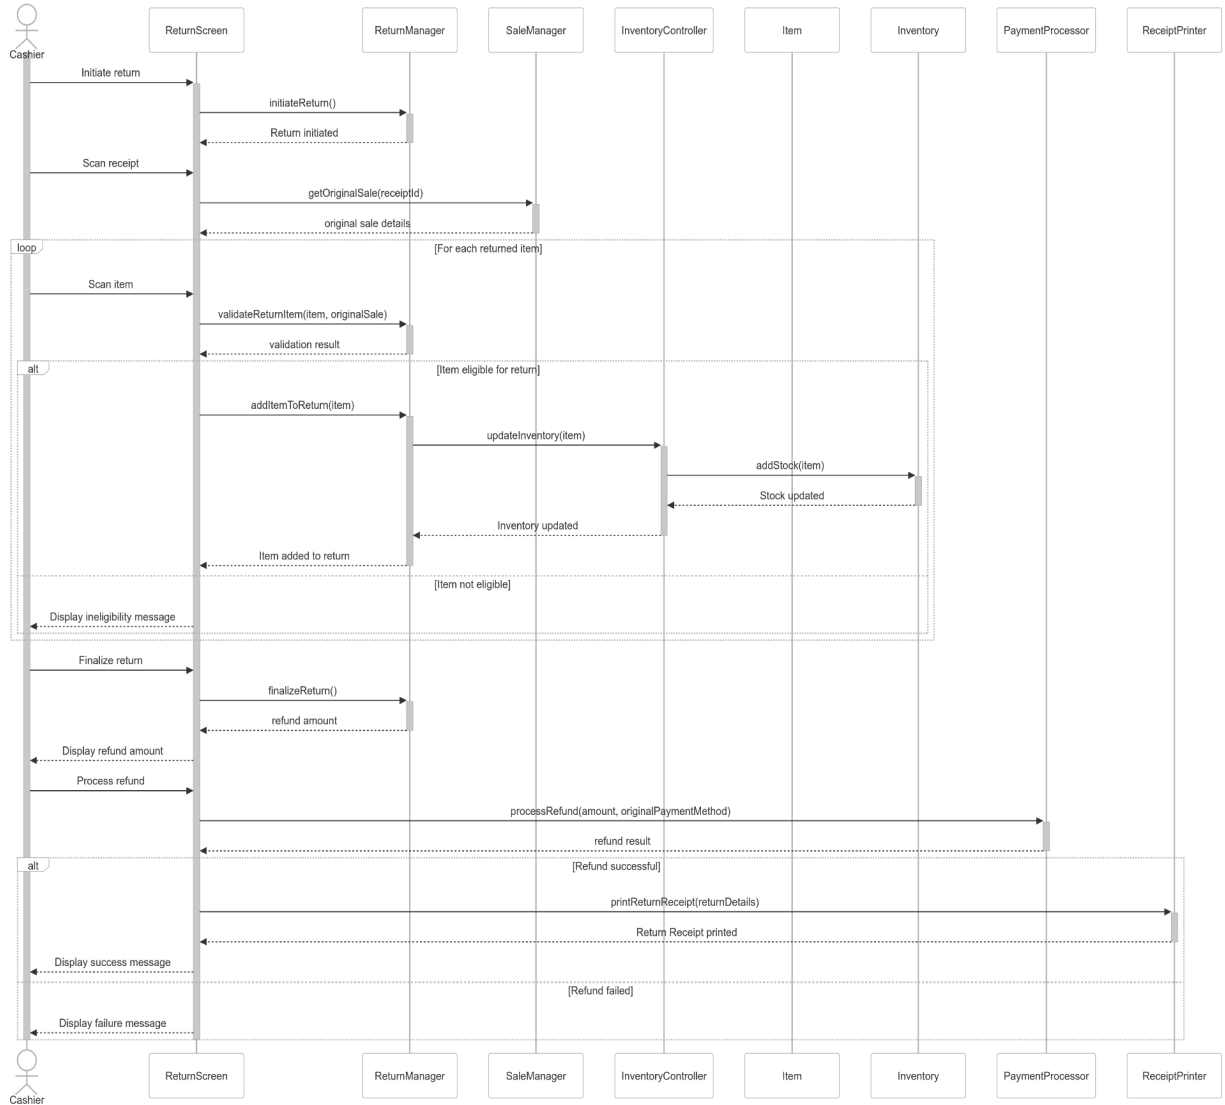 Cashier
ReturnScreen
ReturnManager
SaleManager
InventoryController
Item
Inventory
PaymentProcessor
ReceiptPrinter
Initiate return
initiateReturn()
Return initiated
Scan receipt
getOriginalSale(receiptId)
original sale details
loop
[For each returned item]
Scan item
validateReturnItem(item, originalSale)
validation result
alt
[Item eligible for return]
addItemToReturn(item)
updateInventory(item)
addStock(item)
Stock updated
Inventory updated
Item added to return
[Item not eligible]
Display ineligibility message
Finalize return
finalizeReturn()
refund amount
Display refund amount
Process refund
processRefund(amount, originalPaymentMethod)
refund result
alt
[Refund successful]
printReturnReceipt(returnDetails)
Return Receipt printed
Display success message
[Refund failed]
Display failure message
Cashier
ReturnScreen
ReturnManager
SaleManager
InventoryController
Item
Inventory
PaymentProcessor
ReceiptPrinter